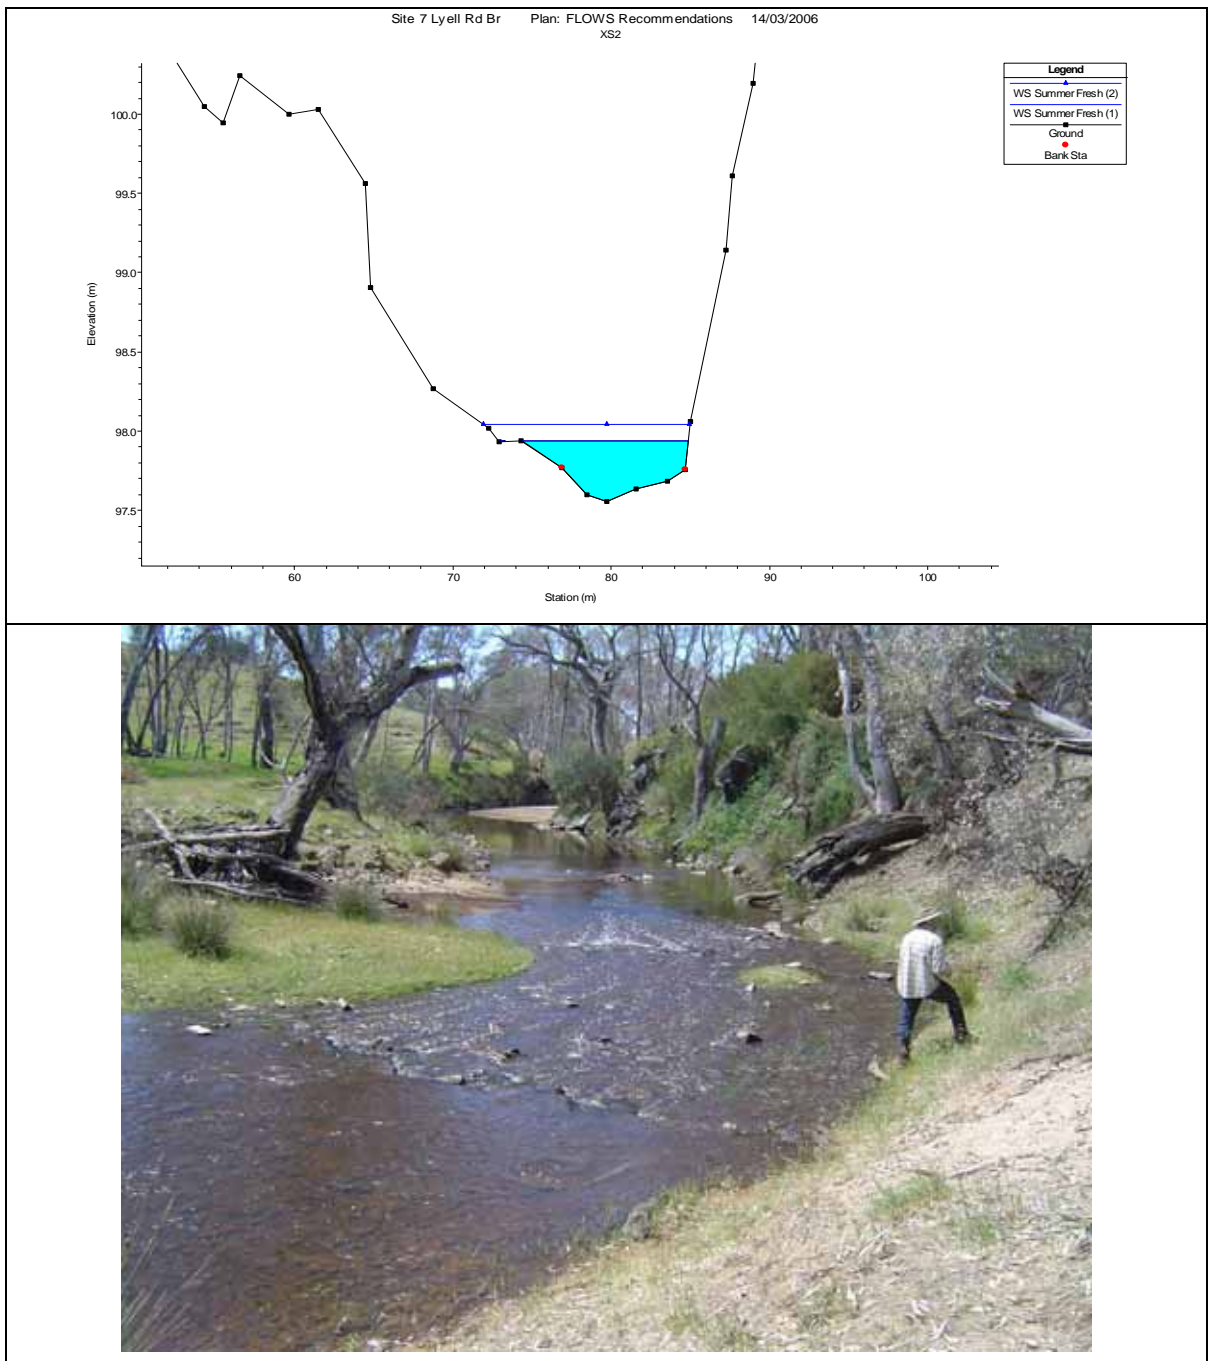 Site 7 Lyell Rd Br Plan: FLOWS Recommendations 14/03/2006
XS2
Legend
WS Summer Fresh (2)
WS Summer Fresh (1)
Ground
Bank Sta
100.0
99.5
99.0
98.5
98.0
97.5
Elevation (m)
60 70 80 90 100
Station (m)